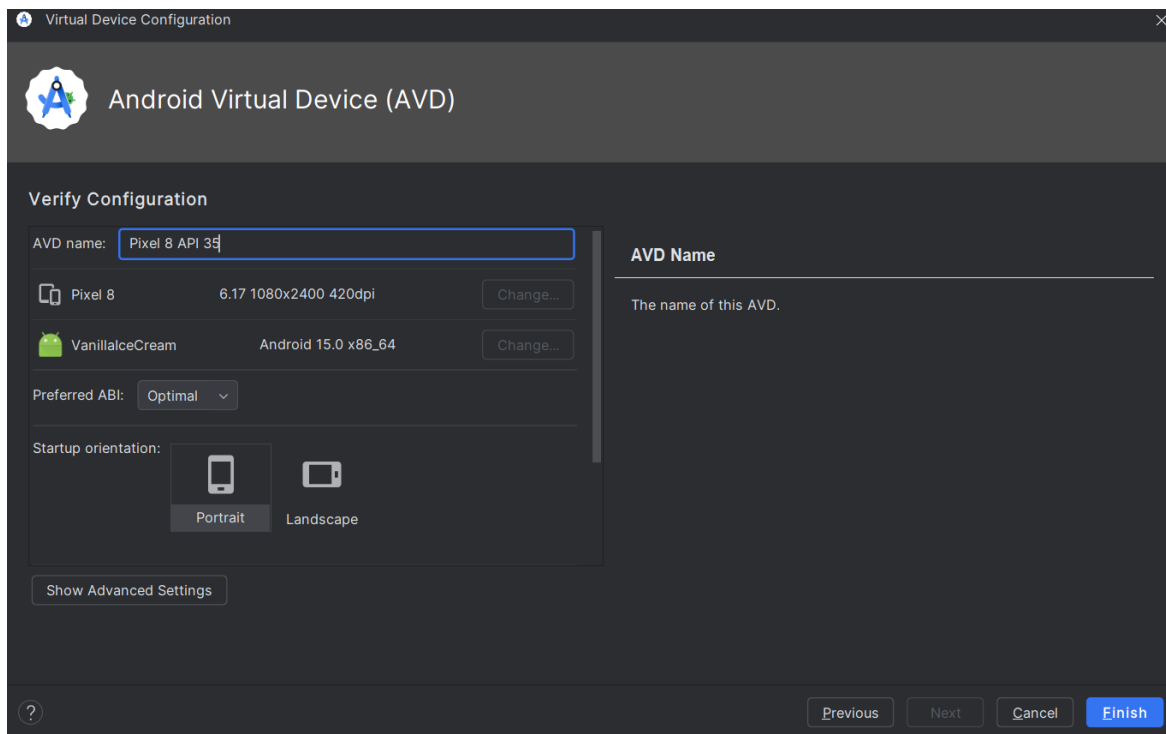 Virtual Device Configuration
Android Virtual Device (AVD)
Verify Configuration
AVD name: Pixel 8 API 35
Pixel 8 6.17 1080x2400 420dpi Change...
VanillaIceCream Android 15.0 x86_64 Change...
Preferred ABI: Optimal
Startup orientation:
Portrait Landscape
Show Advanced Settings
AVD Name
The name of this AVD.
? Previous Next Cancel Finish